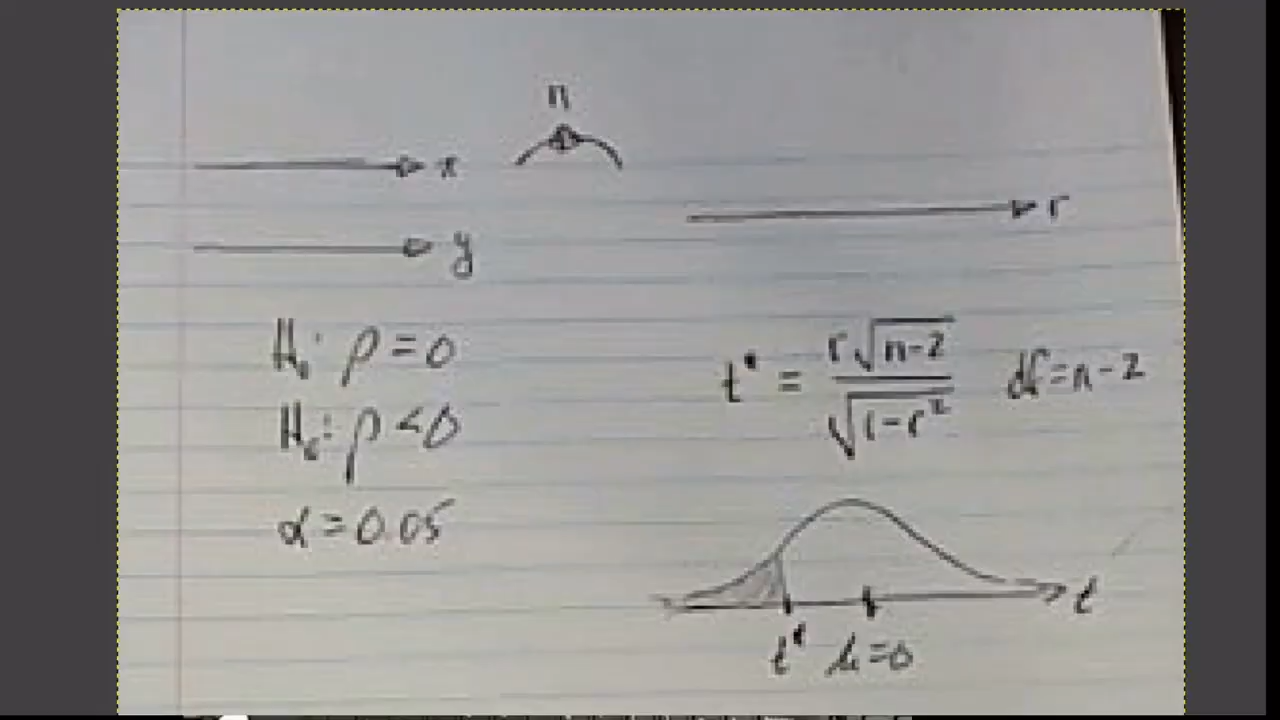 n
x
r
y
H₀: ρ = 0
t* = r√(n-2) / √(1-r²) df = n-2
Hₐ: ρ < 0
α = 0.05
t
t* μ = 0